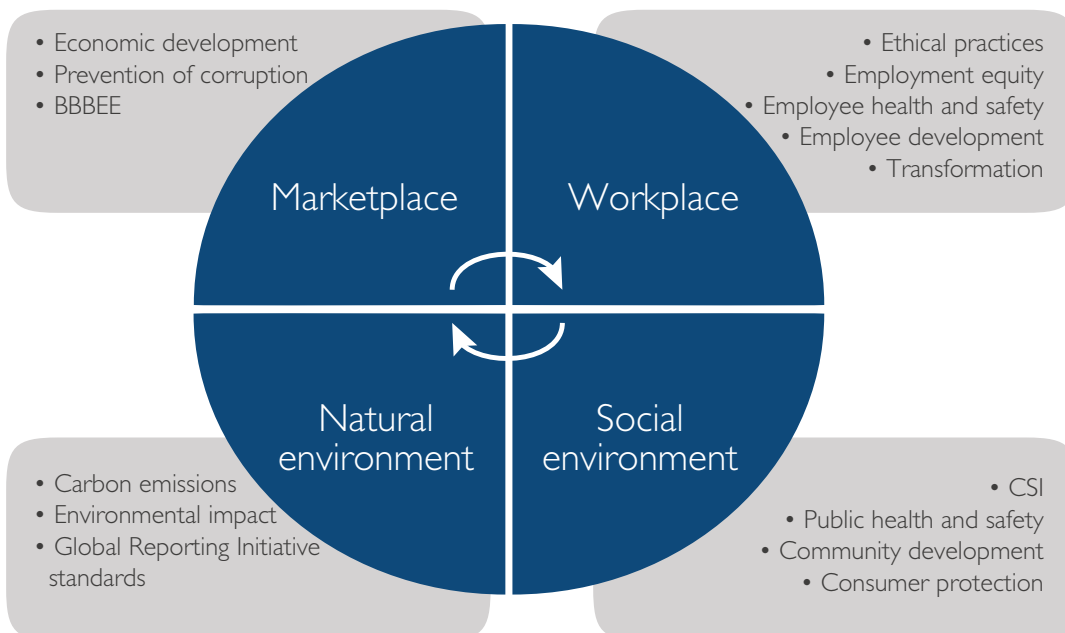 • Economic development
• Prevention of corruption
• BBBEE
• Ethical practices
• Employment equity
• Employee health and safety
• Employee development
• Transformation
Marketplace
Workplace
Natural
environment
Social
environment
• Carbon emissions
• Environmental impact
• Global Reporting Initiative
standards
• CSI
• Public health and safety
• Community development
• Consumer protection